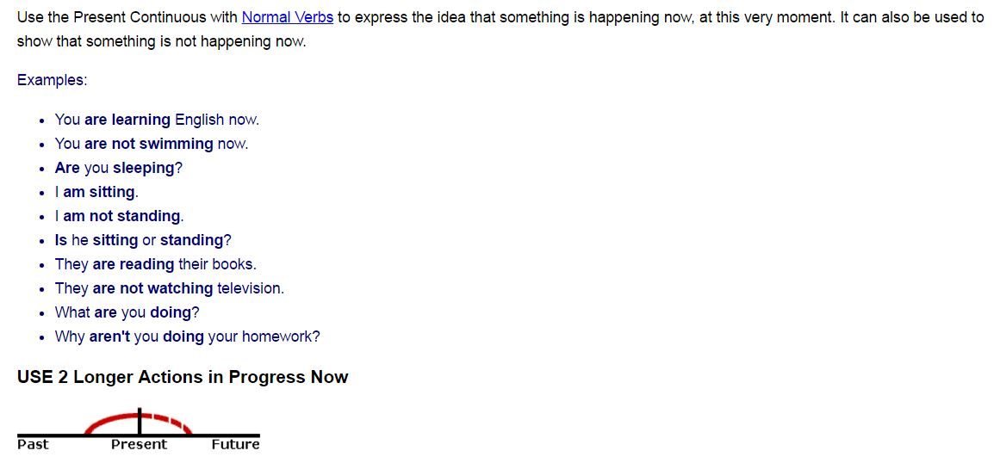 Use the Present Continuous with Normal Verbs to express the idea that something is happening now, at this very moment. It can also be used to
show that something is not happening now.
Examples:
• You are learning English now.
• You are not swimming now.
• Are you sleeping?
• I am sitting.
• I am not standing.
• Is he sitting or standing?
• They are reading their books.
• They are not watching television.
• What are you doing?
• Why aren't you doing your homework?
USE 2 Longer Actions in Progress Now
Past Present Future